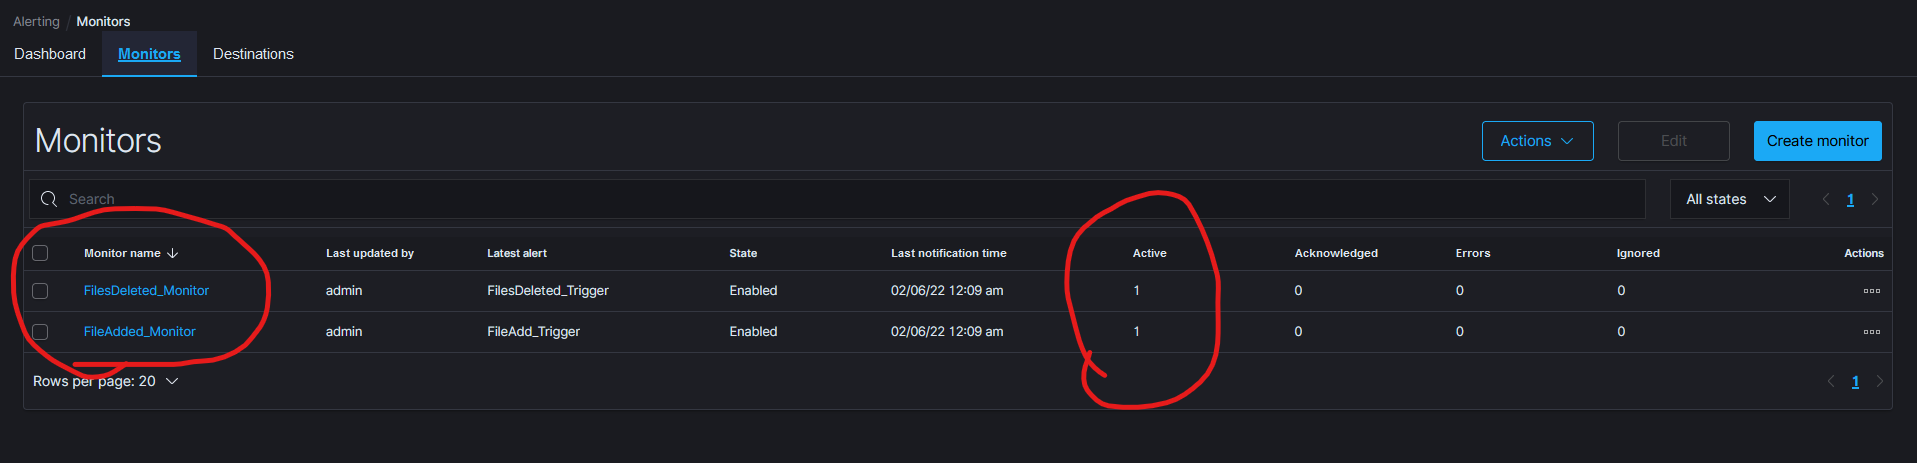 Alerting / Monitors
Dashboard Monitors Destinations
Monitors
Actions Edit Create monitor
Search All states 1
Monitor name Last updated by Latest alert State Last notification time Active Acknowledged Errors Ignored Actions
FilesDeleted_Monitor admin FilesDeleted_Trigger Enabled 02/06/22 12:09 am 1 0 0 0
FileAdded_Monitor admin FileAdd_Trigger Enabled 02/06/22 12:09 am 1 0 0 0
Rows per page: 20 1